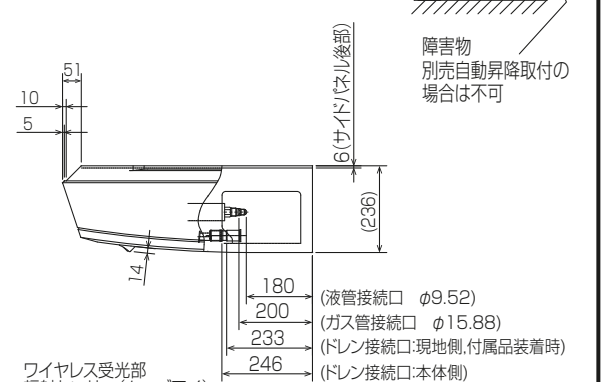 障害物
別売自動昇降取付の
場合は不可
51
10
5
6(サイドパネル後部)
(236)
14
180 (液管接続口 φ9.52)
200 (ガス管接続口 φ15.88)
233 (ドレン接続口:現地側,付属品装着時)
246 (ドレン接続口:本体側)
ワイヤレス受光部